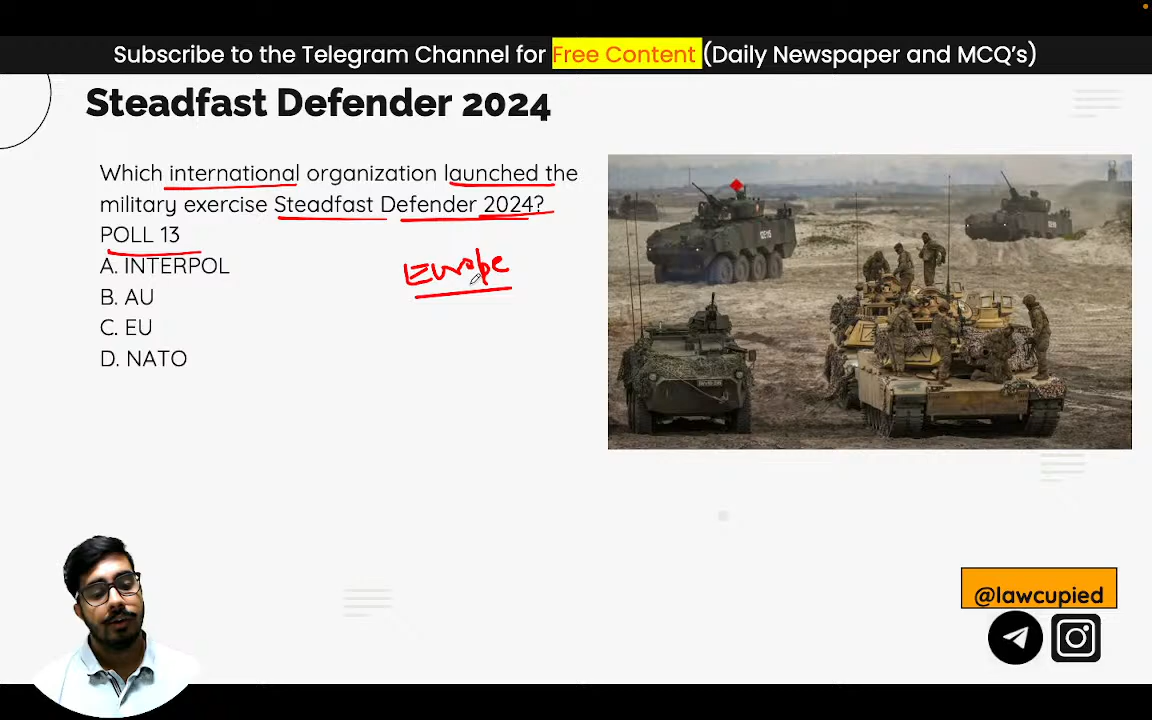 Subscribe to the Telegram Channel for Free Content (Daily Newspaper and MCQ's)
Steadfast Defender 2024
Which international organization launched the
military exercise Steadfast Defender 2024?
POLL 13
A. INTERPOL
Europe
B. AU
C. EU
D. NATO
@lawcupied